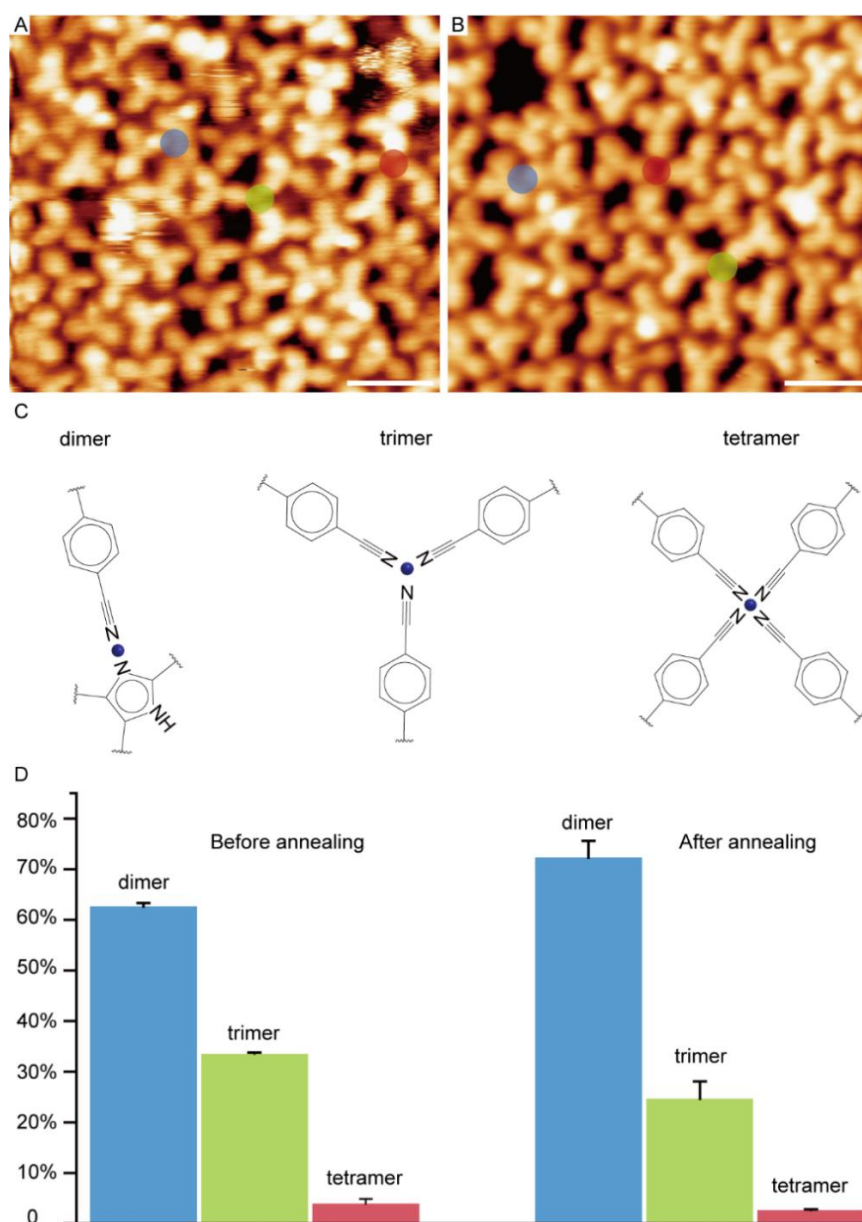 A
B
C
dimer
trimer
tetramer
N
N
NH
N
N
N
N
N
N
N
D
80%
70%
60%
50%
40%
30%
20%
10%
0
Before annealing
dimer
trimer
tetramer
After annealing
dimer
trimer
tetramer